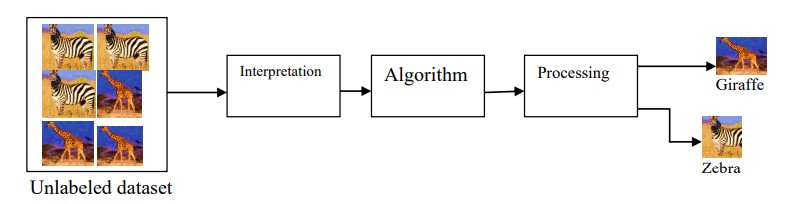 Interpretation
Algorithm
Processing
Giraffe
Zebra
Unlabeled dataset